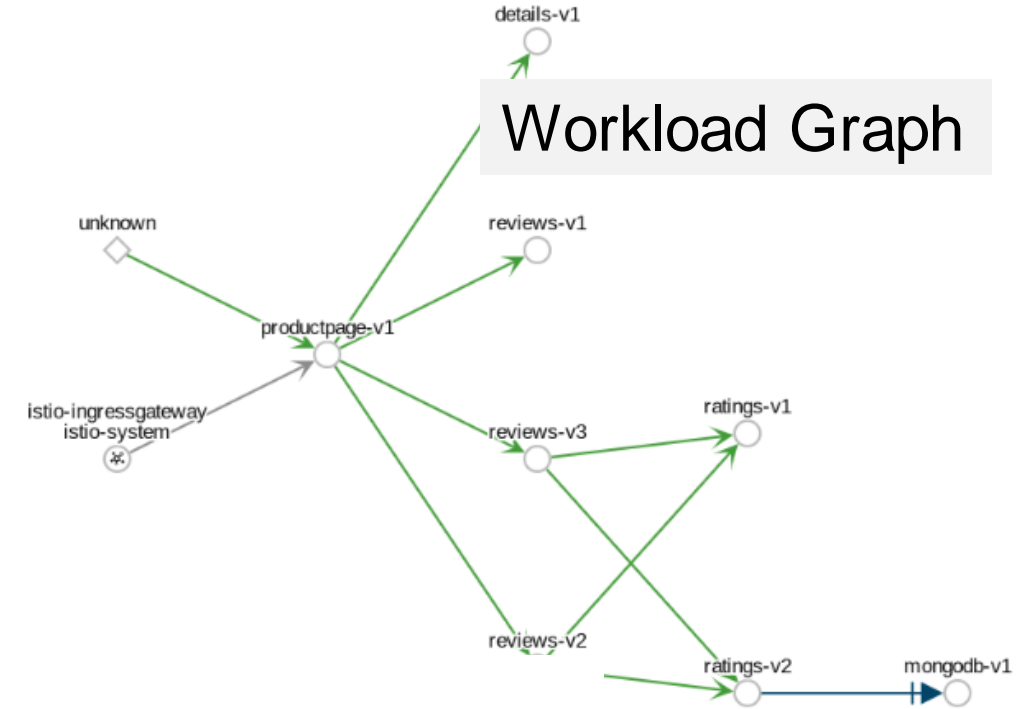 details-v1
Workload Graph
unknown
reviews-v1
productpage-v1
istio-ingressgateway
istio-system
ratings-v1
reviews-v3
reviews-v2
ratings-v2
mongodb-v1